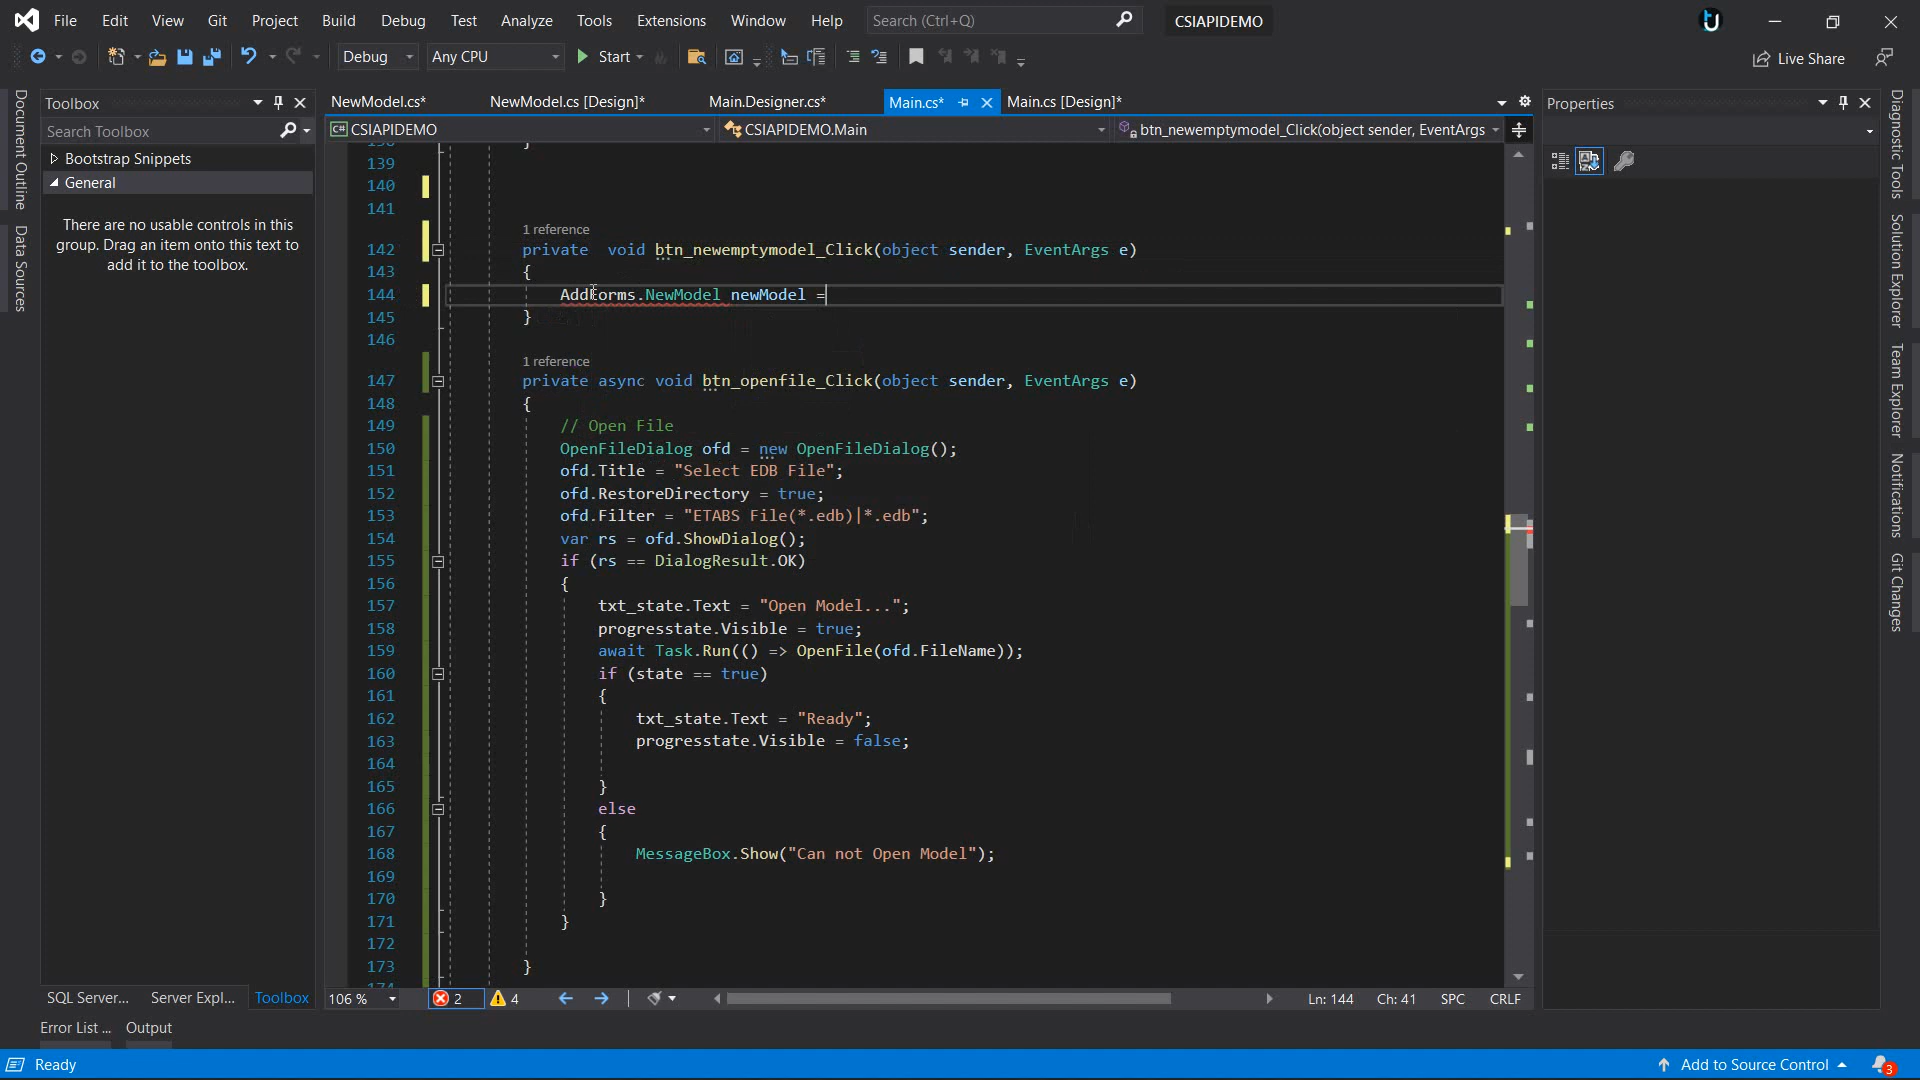 File Edit View Git Project Build Debug Test Analyze Tools Extensions Window Help Search (Ctrl+Q) CSIAPIDEMO
Debug Any CPU Start Live Share
Toolbox
Search Toolbox
Bootstrap Snippets
General
There are no usable controls in this
group. Drag an item onto this text to
add it to the toolbox.
Document Outline
Data Sources
NewModel.cs* NewModel.cs [Design]* Main.Designer.cs* Main.cs* Main.cs [Design]*
C# CSIAPIDEMO CSIAPIDEMO.Main btn_newemptymodel_Click(object sender, EventArgs
139
140
141
1 reference
142 private  void btn_newemptymodel_Click(object sender, EventArgs e)
143 {
144 AddForms.NewModel newModel =
145 }
146
1 reference
147 private async void btn_openfile_Click(object sender, EventArgs e)
148 {
149 // Open File
150 OpenFileDialog ofd = new OpenFileDialog();
151 ofd.Title = "Select EDB File";
152 ofd.RestoreDirectory = true;
153 ofd.Filter = "ETABS File(*.edb)|*.edb";
154 var rs = ofd.ShowDialog();
155 if (rs == DialogResult.OK)
156 {
157 txt_state.Text = "Open Model...";
158 progresstate.Visible = true;
159 await Task.Run(() => OpenFile(ofd.FileName));
160 if (state == true)
161 {
162 txt_state.Text = "Ready";
163 progresstate.Visible = false;
164
165 }
166 else
167 {
168 MessageBox.Show("Can not Open Model");
169
170 }
171 }
172
173 }
106 % 2 4 Ln: 144 Ch: 41 SPC CRLF
Properties
Diagnostic Tools
Solution Explorer
Team Explorer
Notifications
Git Changes
SQL Server... Server Expl... Toolbox
Error List ... Output
Ready Add to Source Control 3